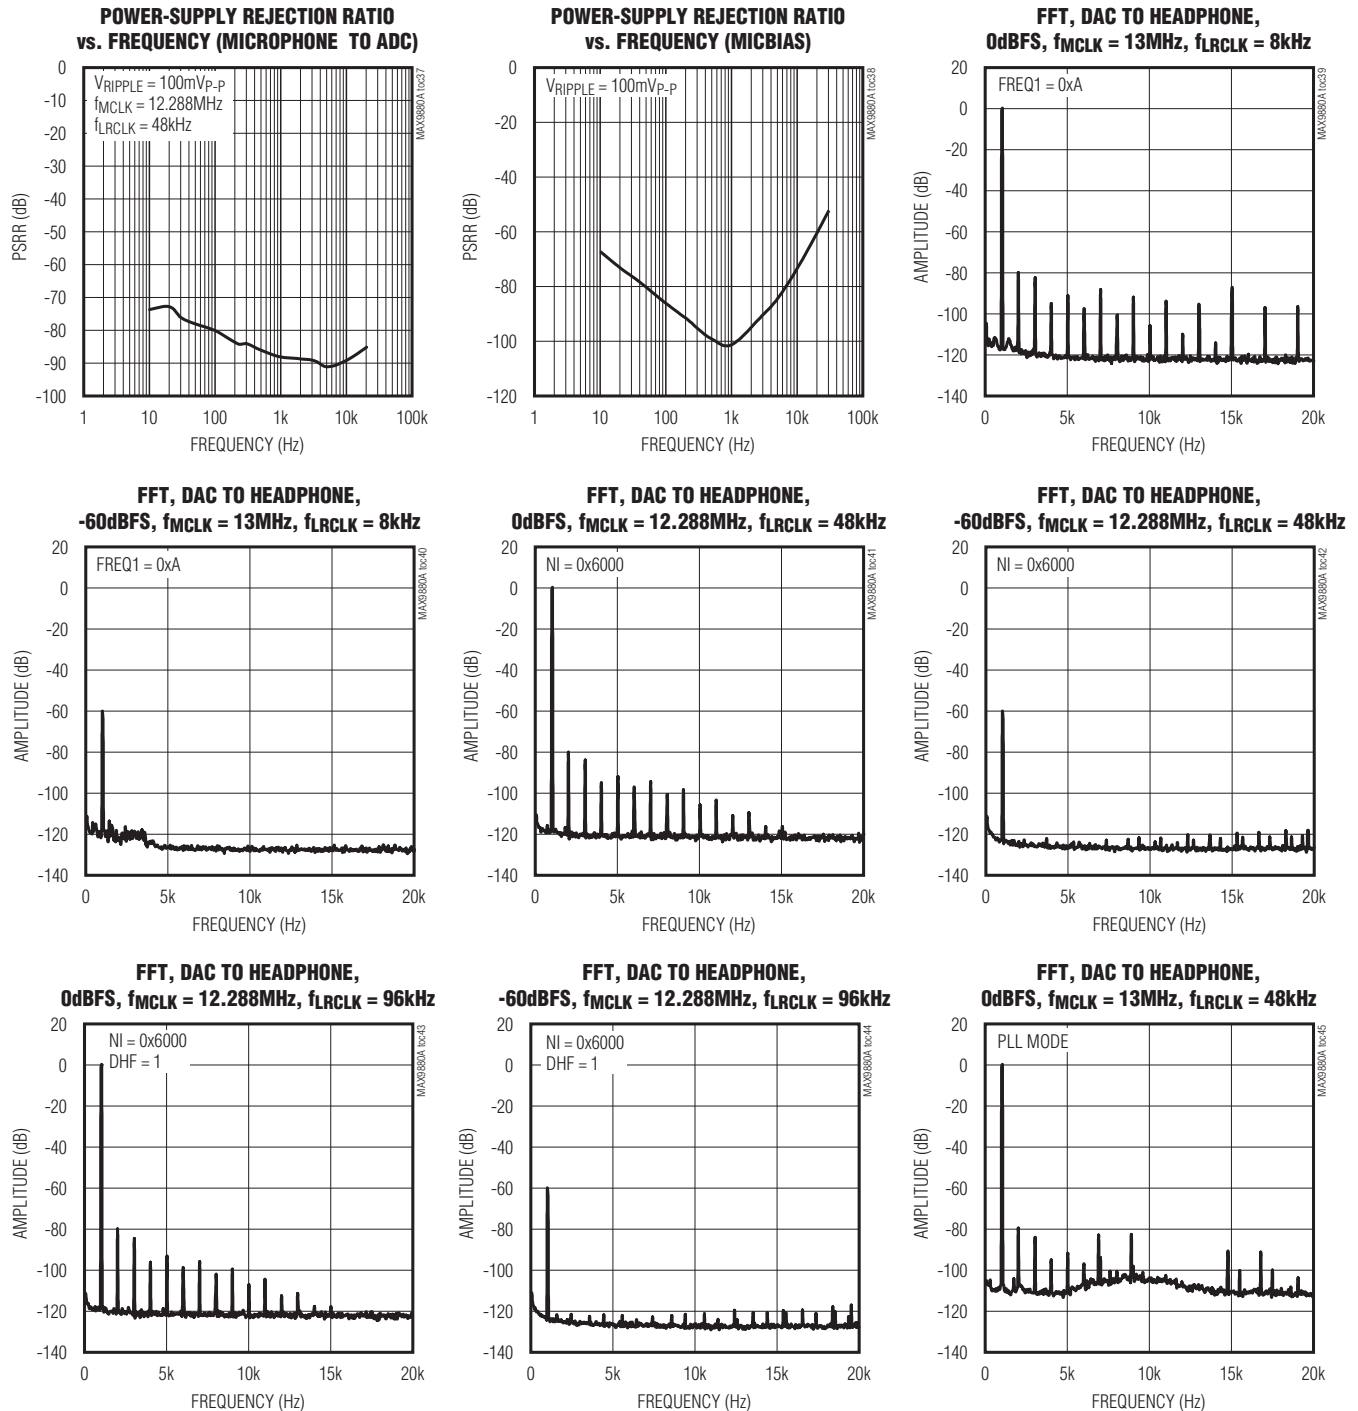 POWER-SUPPLY REJECTION RATIO
vs. FREQUENCY (MICROPHONE TO ADC)
MAX9880A toc37
VRIPPLE = 100mVP-P
fMCLK = 12.288MHz
fLRCLK = 48kHz
PSRR (dB)
0
-10
-20
-30
-40
-50
-60
-70
-80
-90
-100
1 10 100 1k 10k 100k
FREQUENCY (Hz)
POWER-SUPPLY REJECTION RATIO
vs. FREQUENCY (MICBIAS)
MAX9880A toc38
VRIPPLE = 100mVP-P
PSRR (dB)
0
-20
-40
-60
-80
-100
-120
1 10 100 1k 10k 100k
FREQUENCY (Hz)
FFT, DAC TO HEADPHONE,
0dBFS, fMCLK = 13MHz, fLRCLK = 8kHz
MAX9880A toc39
FREQ1 = 0xA
AMPLITUDE (dB)
20
0
-20
-40
-60
-80
-100
-120
-140
0 5k 10k 15k 20k
FREQUENCY (Hz)
FFT, DAC TO HEADPHONE,
-60dBFS, fMCLK = 13MHz, fLRCLK = 8kHz
MAX9880A toc40
FREQ1 = 0xA
AMPLITUDE (dB)
20
0
-20
-40
-60
-80
-100
-120
-140
0 5k 10k 15k 20k
FREQUENCY (Hz)
FFT, DAC TO HEADPHONE,
0dBFS, fMCLK = 12.288MHz, fLRCLK = 48kHz
MAX9880A toc41
NI = 0x6000
AMPLITUDE (dB)
20
0
-20
-40
-60
-80
-100
-120
-140
0 5k 10k 15k 20k
FREQUENCY (Hz)
FFT, DAC TO HEADPHONE,
-60dBFS, fMCLK = 12.288MHz, fLRCLK = 48kHz
MAX9880A toc42
NI = 0x6000
AMPLITUDE (dB)
20
0
-20
-40
-60
-80
-100
-120
-140
0 5k 10k 15k 20k
FREQUENCY (Hz)
FFT, DAC TO HEADPHONE,
0dBFS, fMCLK = 12.288MHz, fLRCLK = 96kHz
MAX9880A toc43
NI = 0x6000
DHF = 1
AMPLITUDE (dB)
20
0
-20
-40
-60
-80
-100
-120
-140
0 5k 10k 15k 20k
FREQUENCY (Hz)
FFT, DAC TO HEADPHONE,
-60dBFS, fMCLK = 12.288MHz, fLRCLK = 96kHz
MAX9880A toc44
NI = 0x6000
DHF = 1
AMPLITUDE (dB)
20
0
-20
-40
-60
-80
-100
-120
-140
0 5k 10k 15k 20k
FREQUENCY (Hz)
FFT, DAC TO HEADPHONE,
0dBFS, fMCLK = 13MHz, fLRCLK = 48kHz
MAX9880A toc45
PLL MODE
AMPLITUDE (dB)
20
0
-20
-40
-60
-80
-100
-120
-140
0 5k 10k 15k 20k
FREQUENCY (Hz)